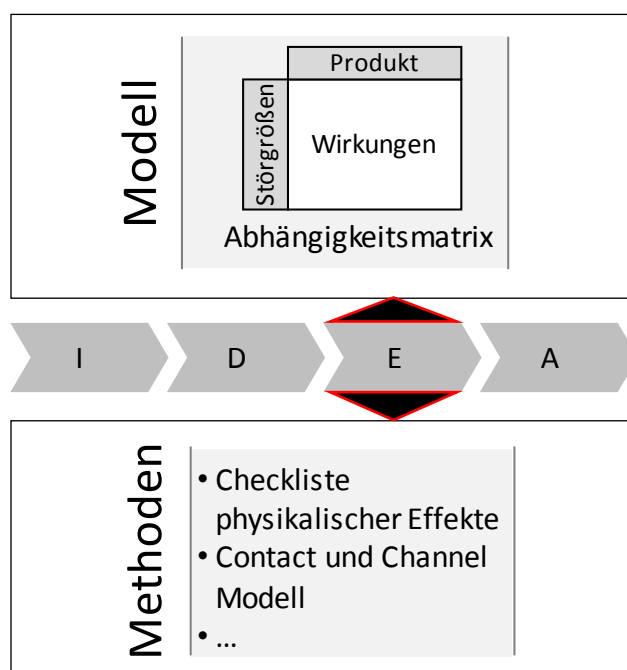 Modell
Produkt
Störgrößen
Wirkungen
Abhängigkeitsmatrix
I D E A
Methoden
• Checkliste
physikalischer Effekte
• Contact und Channel
Modell
• ...